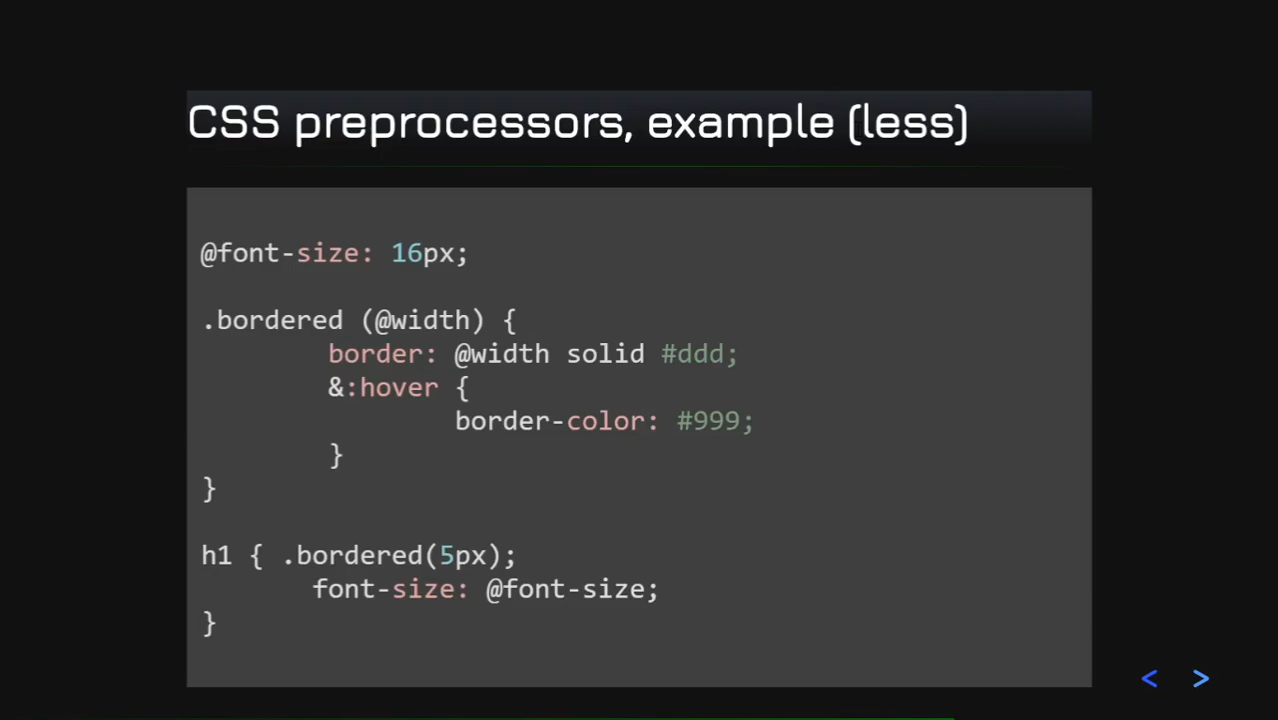 CSS preprocessors, example (less)
@font-size: 16px;
.bordered (@width) {
border: @width solid #ddd;
&:hover {
border-color: #999;
}
}
h1 { .bordered(5px);
font-size: @font-size;
}
< >